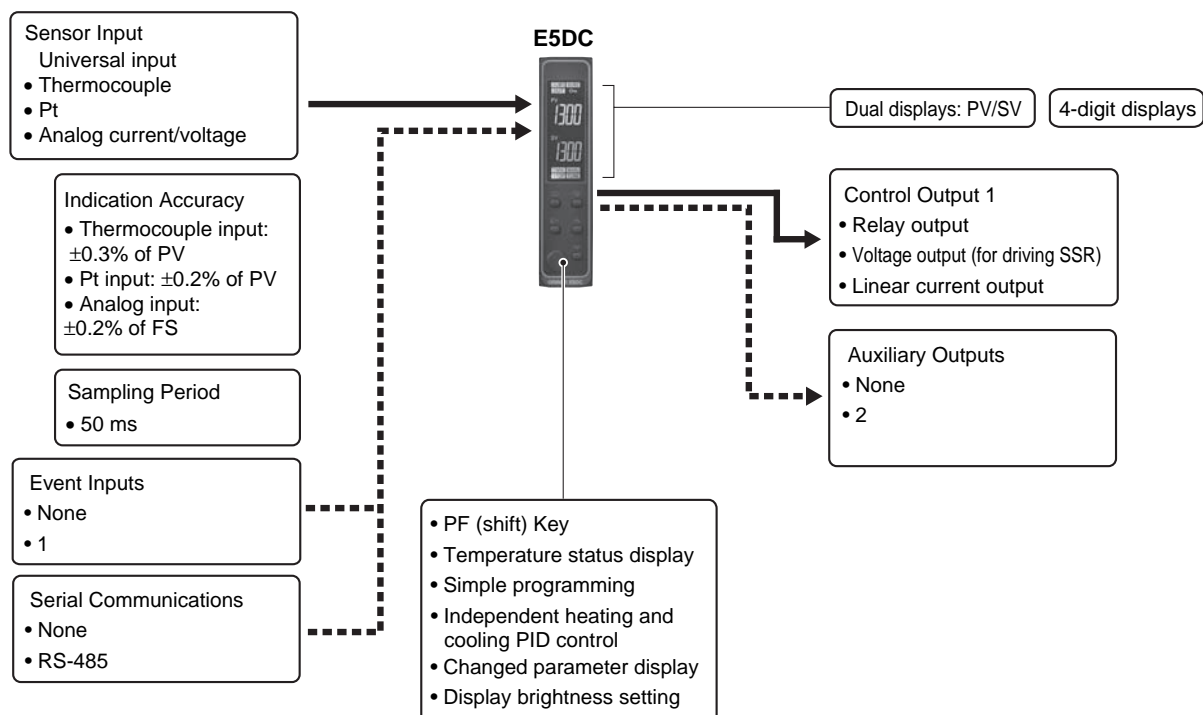 Sensor Input
Universal input
• Thermocouple
• Pt
• Analog current/voltage
Indication Accuracy
• Thermocouple input:
±0.3% of PV
• Pt input: ±0.2% of PV
• Analog input:
±0.2% of FS
Sampling Period
• 50 ms
Event Inputs
• None
• 1
Serial Communications
• None
• RS-485
E5DC
PV
1300
SV
1300
• PF (shift) Key
• Temperature status display
• Simple programming
• Independent heating and
cooling PID control
• Changed parameter display
• Display brightness setting
Dual displays: PV/SV
4-digit displays
Control Output 1
• Relay output
• Voltage output (for driving SSR)
• Linear current output
Auxiliary Outputs
• None
• 2